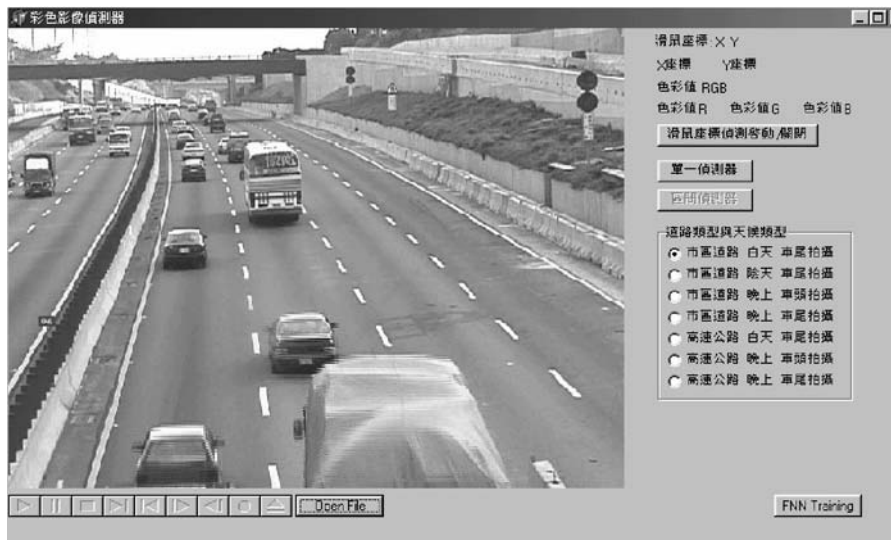 彩色影像偵測器
滑鼠座標:X Y
X座標 Y座標
色彩值 RGB
色彩值R 色彩值G 色彩值B
滑鼠座標偵測啓動/關閉
單一偵測器
區間偵測器
道路類型與天候類型
市區道路 白天 車尾拍攝
市區道路 陰天 車尾拍攝
市區道路 晚上 車頭拍攝
市區道路 晚上 車尾拍攝
高速公路 白天 車尾拍攝
高速公路 晚上 車頭拍攝
高速公路 晚上 車尾拍攝
Open File
FNN Training